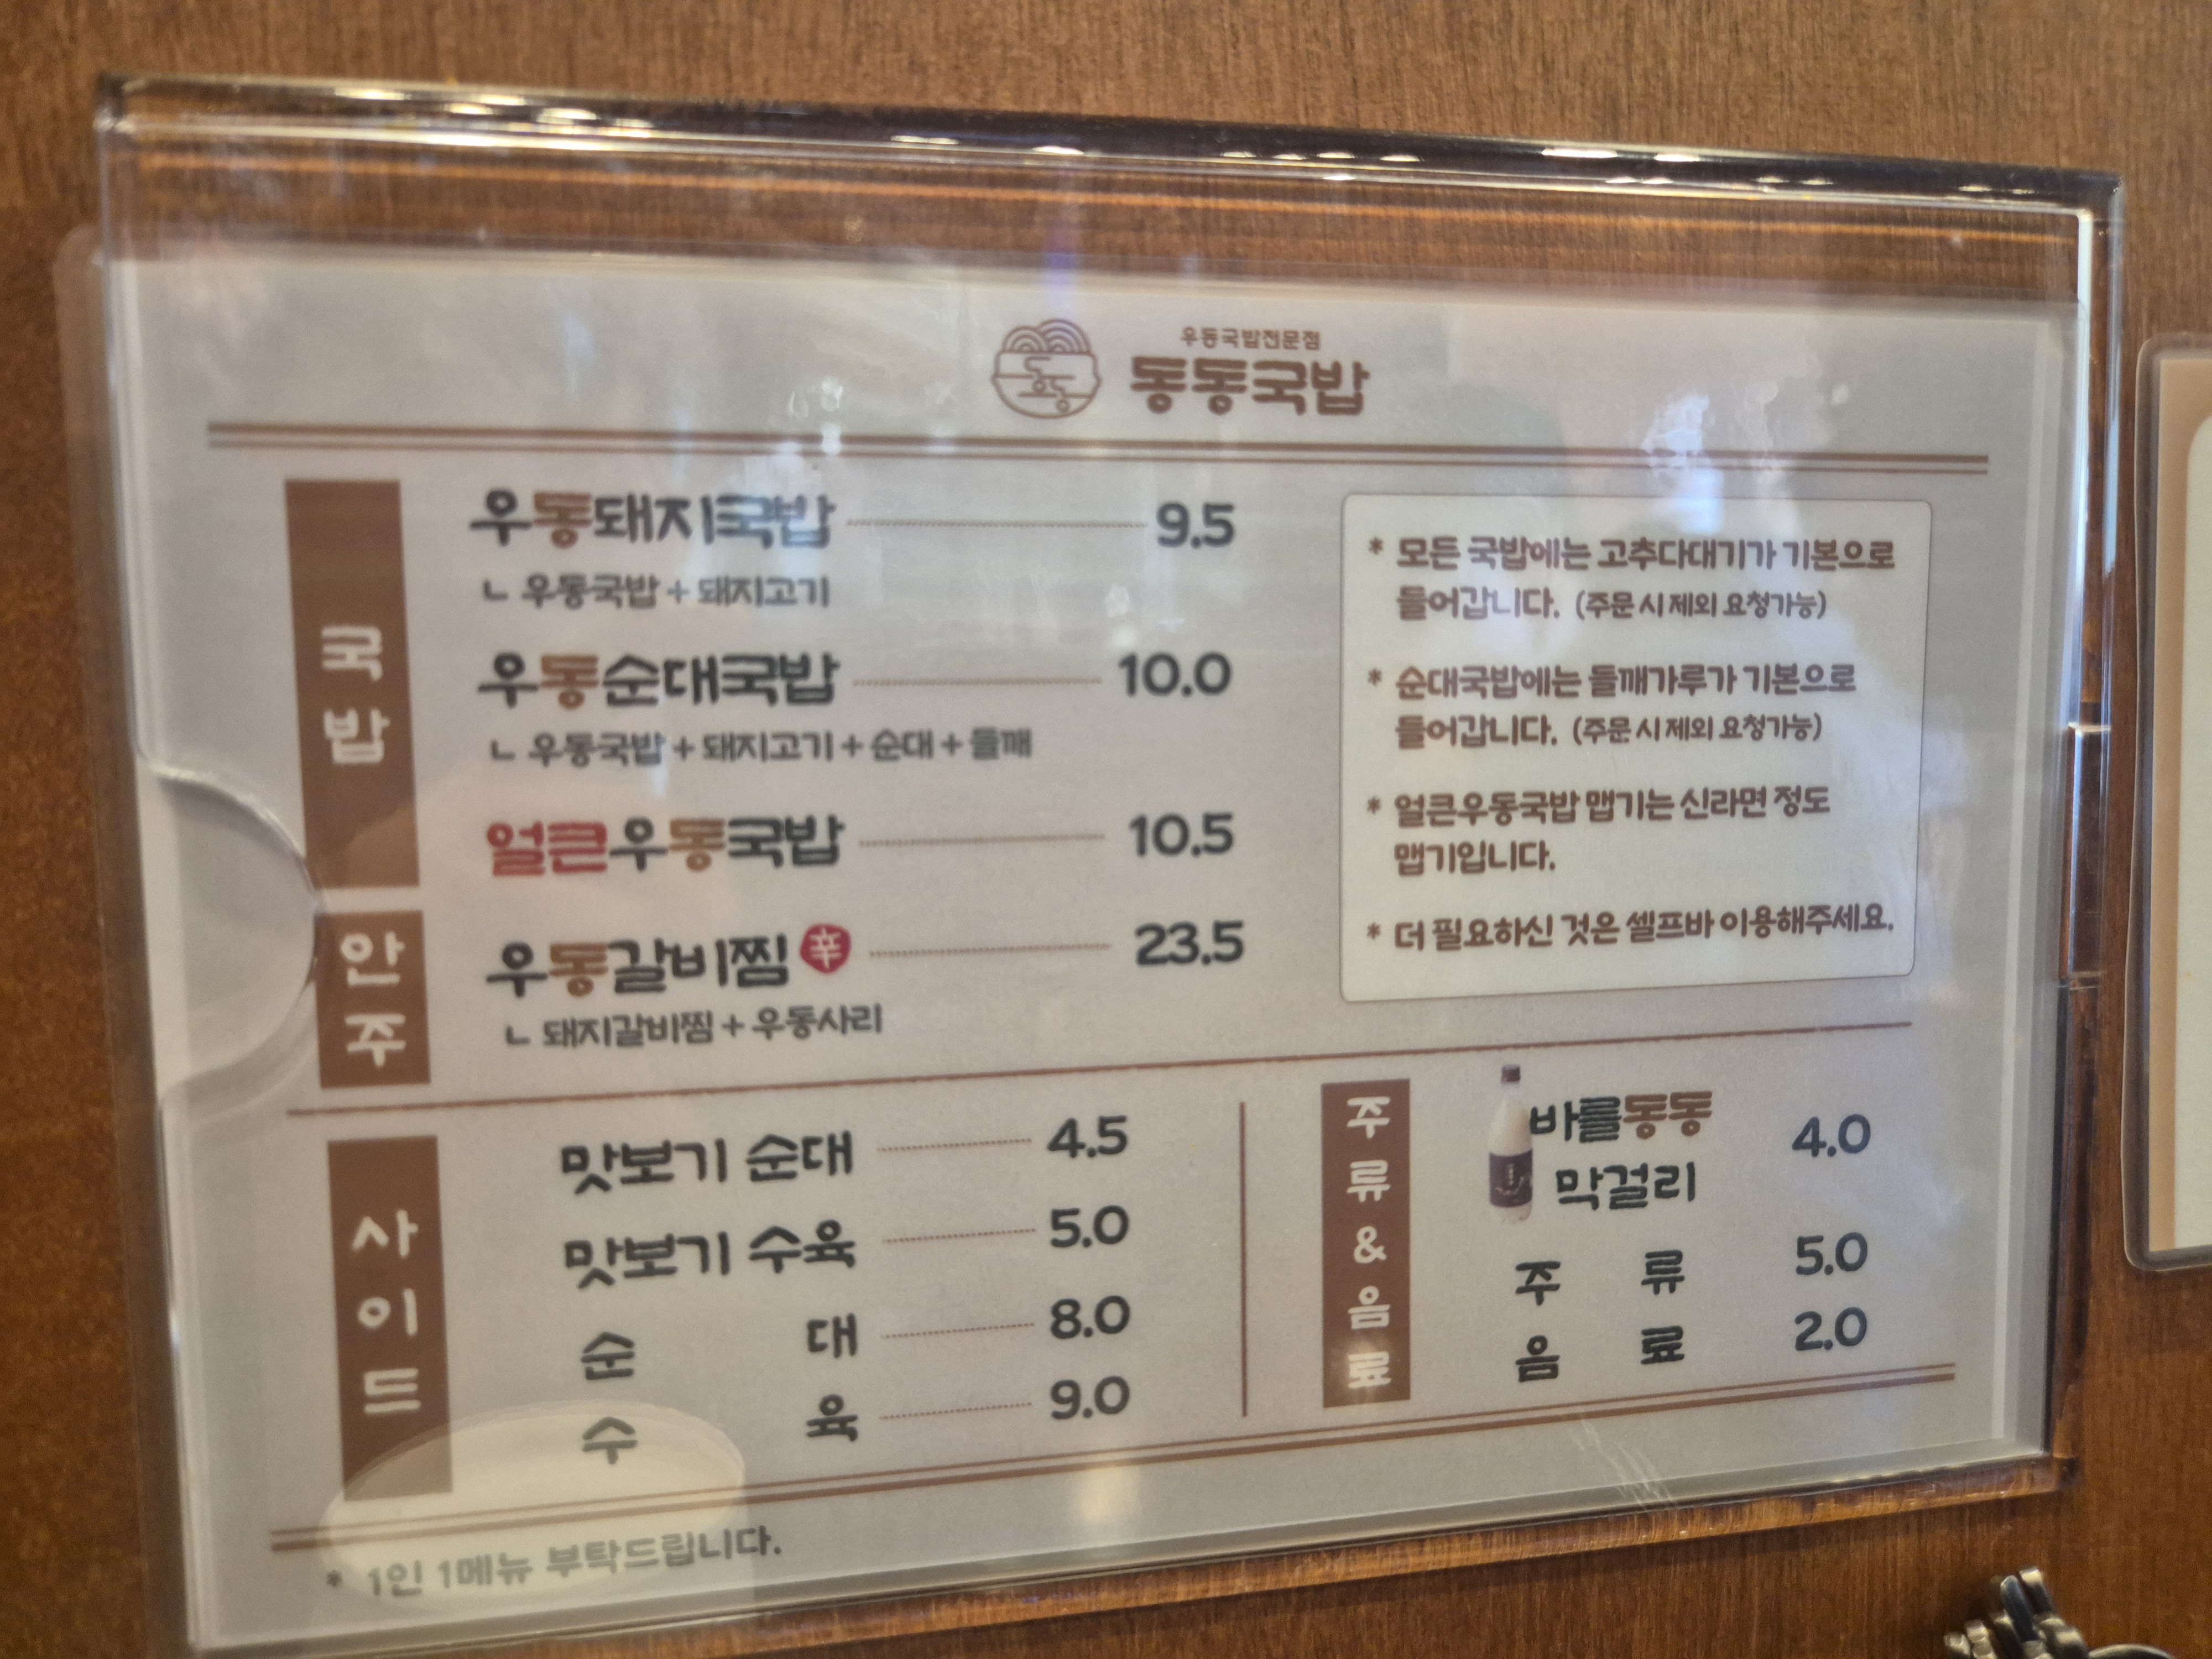 우동국밥전문점
동동국밥
국밥
우동돼지국밥 9.5
ㄴ 우동국밥 + 돼지고기
우동순대국밥 10.0
ㄴ 우동국밥 + 돼지고기 + 순대 + 들깨
얼큰우동국밥 10.5
안주
우동갈비찜 辛 23.5
ㄴ 돼지갈비찜 + 우동사리
* 모든 국밥에는 고추다대기가 기본으로
들어갑니다. (주문 시 제외 요청가능)
* 순대국밥에는 들깨가루가 기본으로
들어갑니다. (주문 시 제외 요청가능)
* 얼큰우동국밥 맵기는 신라면 정도
맵기입니다.
* 더 필요하신 것은 셀프바 이용해주세요.
사이드
맛보기 순대 4.5
맛보기 수육 5.0
순 대 8.0
수 육 9.0
주류&음료
바를동동
막걸리 4.0
주 류 5.0
음 료 2.0
* 1인 1메뉴 부탁드립니다.